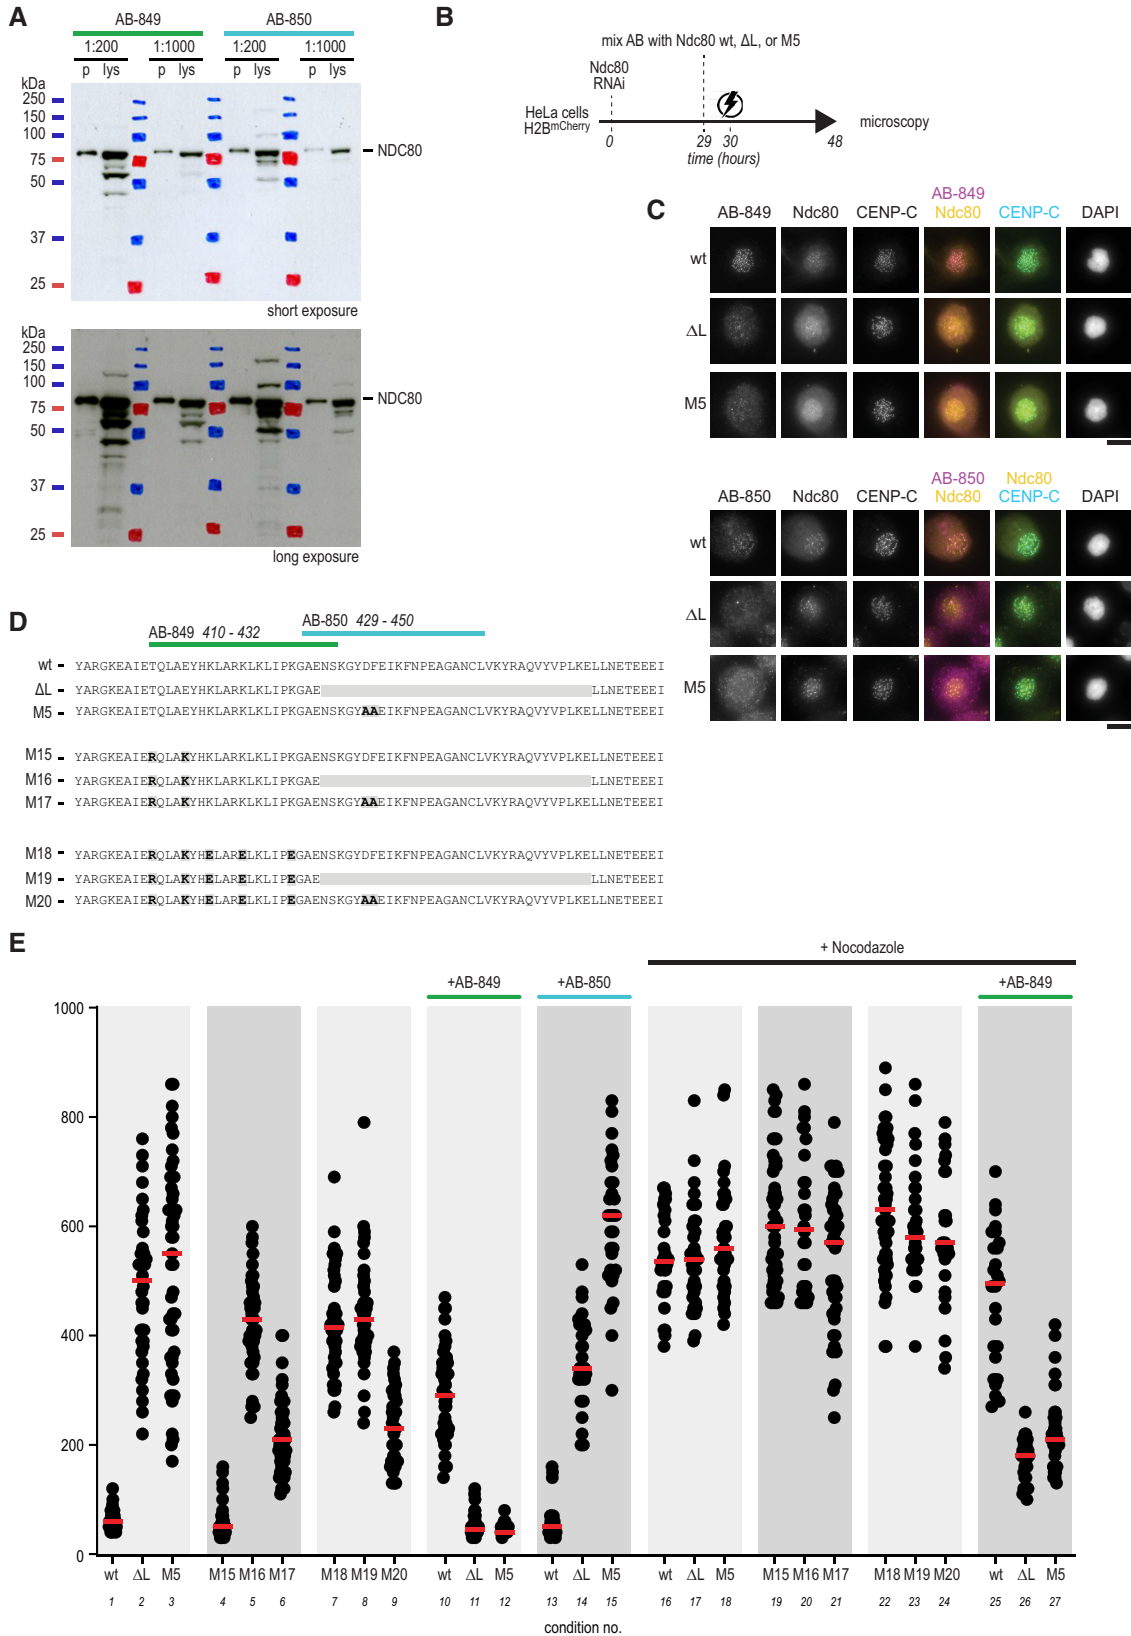 A
AB-849 AB-850
1:200 1:1000 1:200 1:1000
p lys p lys p lys p lys
kDa
250
150
100
75
50
37
25
NDC80
short exposure
kDa
250
150
100
75
50
37
25
NDC80
long exposure
B
mix AB with Ndc80 wt, ΔL, or M5
Ndc80
RNAi
HeLa cells
H2BmCherry
microscopy
0 29 30 48
time (hours)
C
AB-849
AB-849 Ndc80 CENP-C Ndc80 CENP-C DAPI
wt
ΔL
M5
AB-850 Ndc80
AB-850 Ndc80 CENP-C Ndc80 CENP-C DAPI
wt
ΔL
M5
D
AB-849 410 - 432
AB-850 429 - 450
wt YARGKEAIETQLAEYHKLARKLKLIPKGAENSKGYDFEIKFNPEAGANCLVKYRAQVYVPLKELLNETEEEI
ΔL YARGKEAIETQLAEYHKLARKLKLIPKGAE LLNETEEEI
M5 YARGKEAIETQLAEYHKLARKLKLIPKGAENSKGYAAEIKFNPEAGANCLVKYRAQVYVPLKELLNETEEEI
M15 YARGKEAIERQLAKYHKLARKLKLIPKGAENSKGYDFEIKFNPEAGANCLVKYRAQVYVPLKELLNETEEEI
M16 YARGKEAIERQLAKYHKLARKLKLIPKGAE LLNETEEEI
M17 YARGKEAIERQLAKYHKLARKLKLIPKGAENSKGYAAEIKFNPEAGANCLVKYRAQVYVPLKELLNETEEEI
M18 YARGKEAIERQLAKYHELARELKLIPEGAENSKGYDFEIKFNPEAGANCLVKYRAQVYVPLKELLNETEEEI
M19 YARGKEAIERQLAKYHELARELKLIPEGAE LLNETEEEI
M20 YARGKEAIERQLAKYHELARELKLIPEGAENSKGYAAEIKFNPEAGANCLVKYRAQVYVPLKELLNETEEEI
E
+ Nocodazole
+AB-849 +AB-850 +AB-849
1000
800
600
400
200
0
wt ΔL M5 M15 M16 M17 M18 M19 M20 wt ΔL M5 wt ΔL M5 wt ΔL M5 M15 M16 M17 M18 M19 M20 wt ΔL M5
1 2 3 4 5 6 7 8 9 10 11 12 13 14 15 16 17 18 19 20 21 22 23 24 25 26 27
condition no.